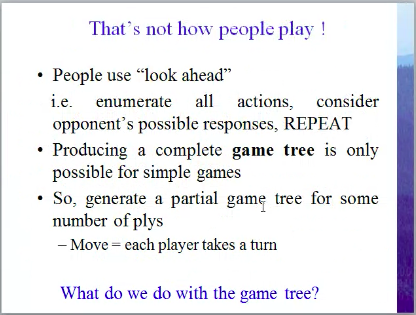 That's not how people play !
• People use “look ahead”
i.e. enumerate all actions, consider
opponent's possible responses, REPEAT
• Producing a complete game tree is only
possible for simple games
• So, generate a partial game tree for some
number of plys
– Move = each player takes a turn
What do we do with the game tree?